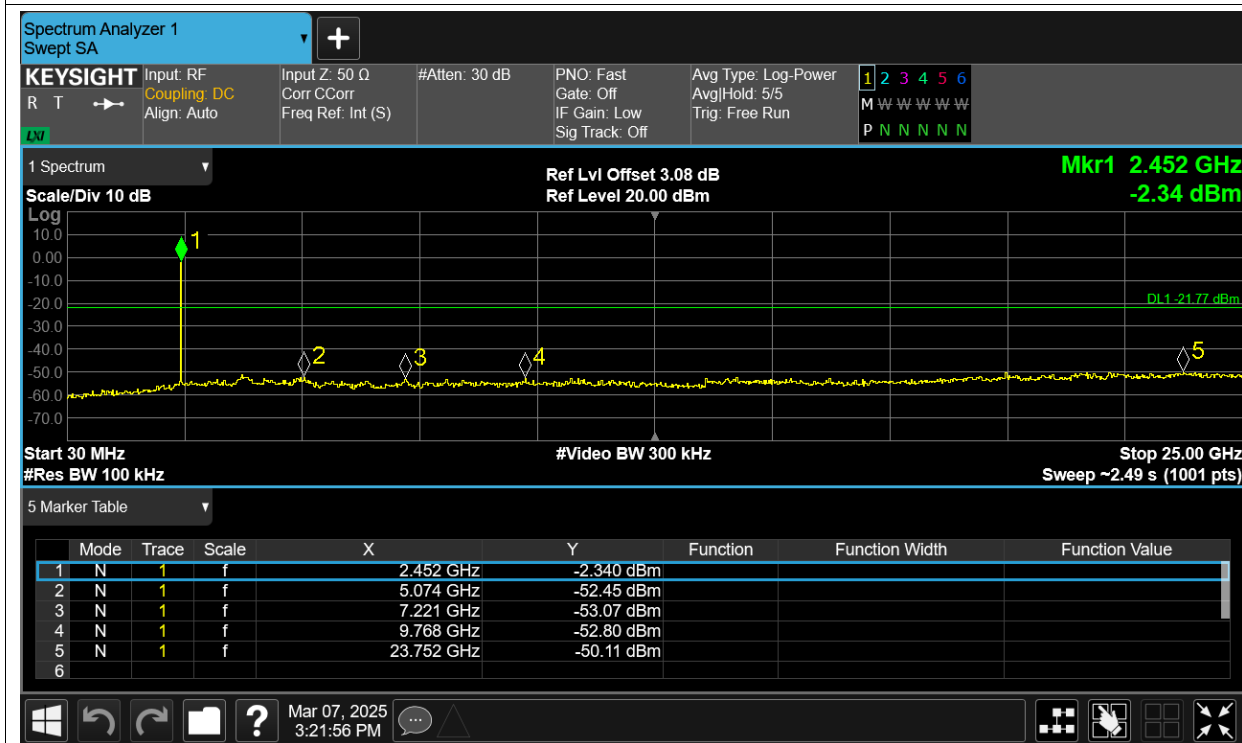 Spectrum Analyzer 1
Swept SA
+
KEYSIGHT
R T
LXI
Input: RF
Coupling: DC
Align: Auto
Input Z: 50 Ω
Corr CCorr
Freq Ref: Int (S)
#Atten: 30 dB
PNO: Fast
Gate: Off
IF Gain: Low
Sig Track: Off
Avg Type: Log-Power
Avg|Hold: 5/5
Trig: Free Run
1 2 3 4 5 6
M W W W W W
P N N N N N
1 Spectrum
Scale/Div 10 dB
Ref Lvl Offset 3.08 dB
Ref Level 20.00 dBm
Mkr1 2.452 GHz
-2.34 dBm
Log
10.0
0.00
-10.0
-20.0
-30.0
-40.0
-50.0
-60.0
-70.0
1
2
3
4
5
DL1 -21.77 dBm
Start 30 MHz
#Res BW 100 kHz
#Video BW 300 kHz
Stop 25.00 GHz
Sweep ~2.49 s (1001 pts)
5 Marker Table
Mode Trace Scale X Y Function Function Width Function Value
1 N 1 f 2.452 GHz -2.340 dBm
2 N 1 f 5.074 GHz -52.45 dBm
3 N 1 f 7.221 GHz -53.07 dBm
4 N 1 f 9.768 GHz -52.80 dBm
5 N 1 f 23.752 GHz -50.11 dBm
6
?
Mar 07, 2025
3:21:56 PM